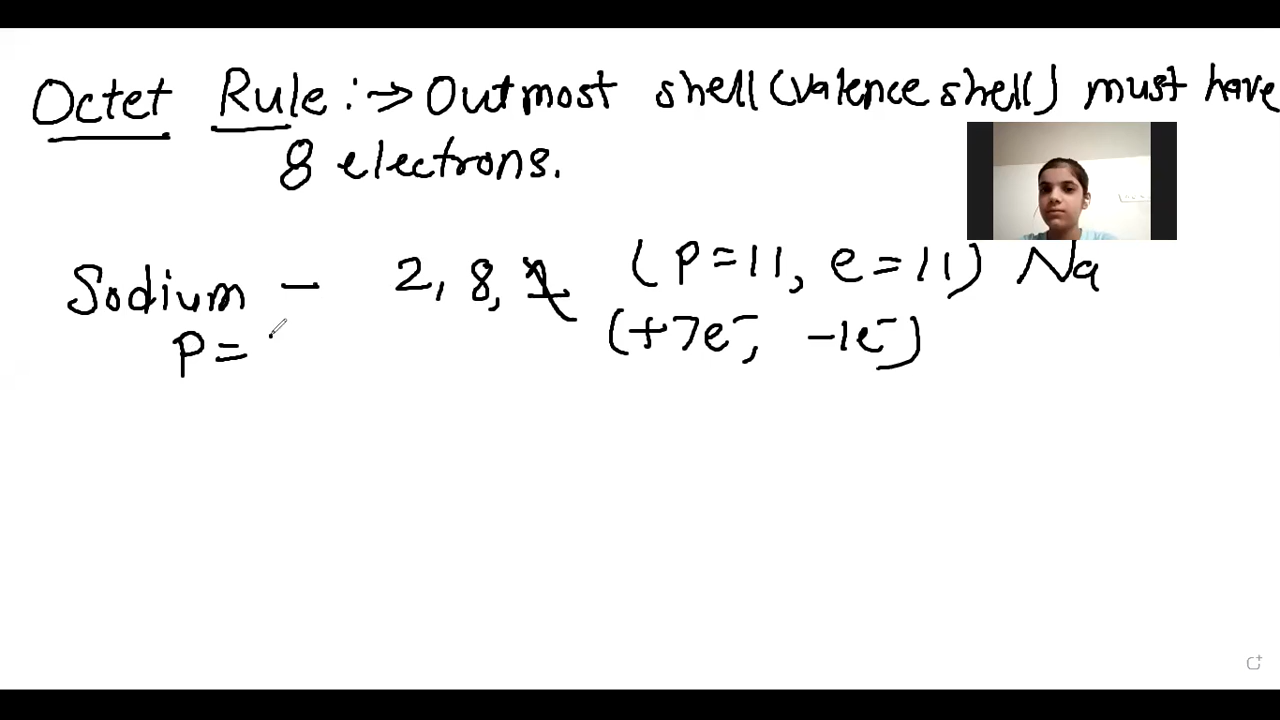 Octet Rule :→ Outmost shell (valence shell) must have
8 electrons.
Sodium - 2, 8, 1 (p=11, e=11) Na
P= (+7e⁻, -1e⁻)